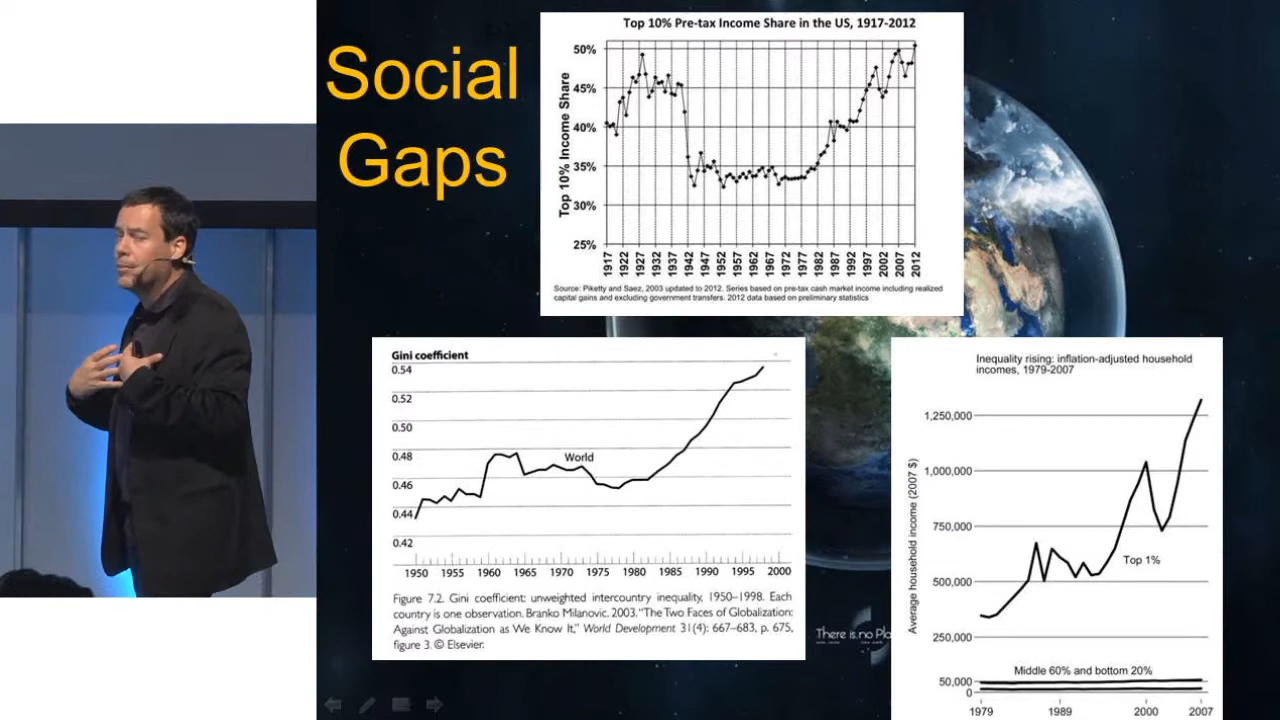 Social
Gaps
Top 10% Pre-tax Income Share in the US, 1917-2012
Top 10% Income Share
50%
45%
40%
35%
30%
25%
1917
1922
1927
1932
1937
1942
1947
1952
1957
1962
1967
1972
1977
1982
1987
1992
1997
2002
2007
2012
Source: Piketty and Saez, 2003 updated to 2012. Series based on pre-tax cash market income including realized
capital gains and excluding government transfers. 2012 data based on preliminary statistics
Gini coefficient
0.54
0.52
0.50
0.48
0.46
0.44
0.42
World
1950 1955 1960 1965 1970 1975 1980 1985 1990 1995 2000
Figure 7.2. Gini coefficient: unweighted intercountry inequality, 1950–1998. Each
country is one observation. Branko Milanovic. 2003. "The Two Faces of Globalization:
Against Globalization as We Know It," World Development 31(4): 667–683, p. 675,
figure 3. © Elsevier.
There is no Pla
Inequality rising: inflation-adjusted household
incomes, 1979-2007
Average household income (2007 $)
1,250,000
1,000,000
750,000
500,000
250,000
50,000
0
Top 1%
Middle 60% and bottom 20%
1979 1989 2000 2007